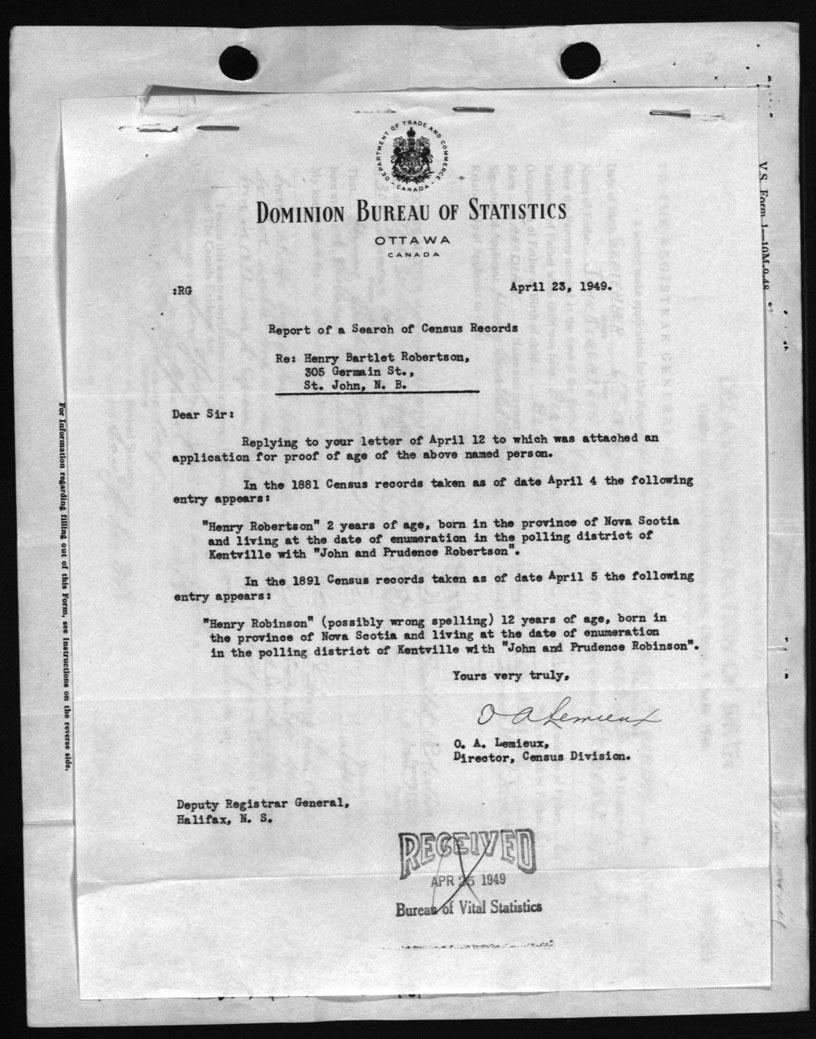 DEPARTMENT OF TRADE AND COMMERCE
CANADA
DOMINION BUREAU OF STATISTICS
OTTAWA
CANADA
:RG
April 23, 1949.
Report of a Search of Census Records
Re: Henry Bartlet Robertson,
305 Germain St.,
St. John, N. B.
Dear Sir:
Replying to your letter of April 12 to which was attached an
application for proof of age of the above named person.
In the 1881 Census records taken as of date April 4 the following
entry appears:
"Henry Robertson" 2 years of age, born in the province of Nova Scotia
and living at the date of enumeration in the polling district of
Kentville with "John and Prudence Robertson".
In the 1891 Census records taken as of date April 5 the following
entry appears:
"Henry Robinson" (possibly wrong spelling) 12 years of age, born in
the province of Nova Scotia and living at the date of enumeration
in the polling district of Kentville with "John and Prudence Robinson".
Yours very truly,
O A Lemieux
O. A. Lemieux,
Director, Census Division.
Deputy Registrar General,
Halifax, N. S.
RECEIVED
APR 25 1949
Bureau of Vital Statistics
For Information regarding filling out of this Form, see Instructions on the reverse side.
V.S. Form 1—10M-9-48